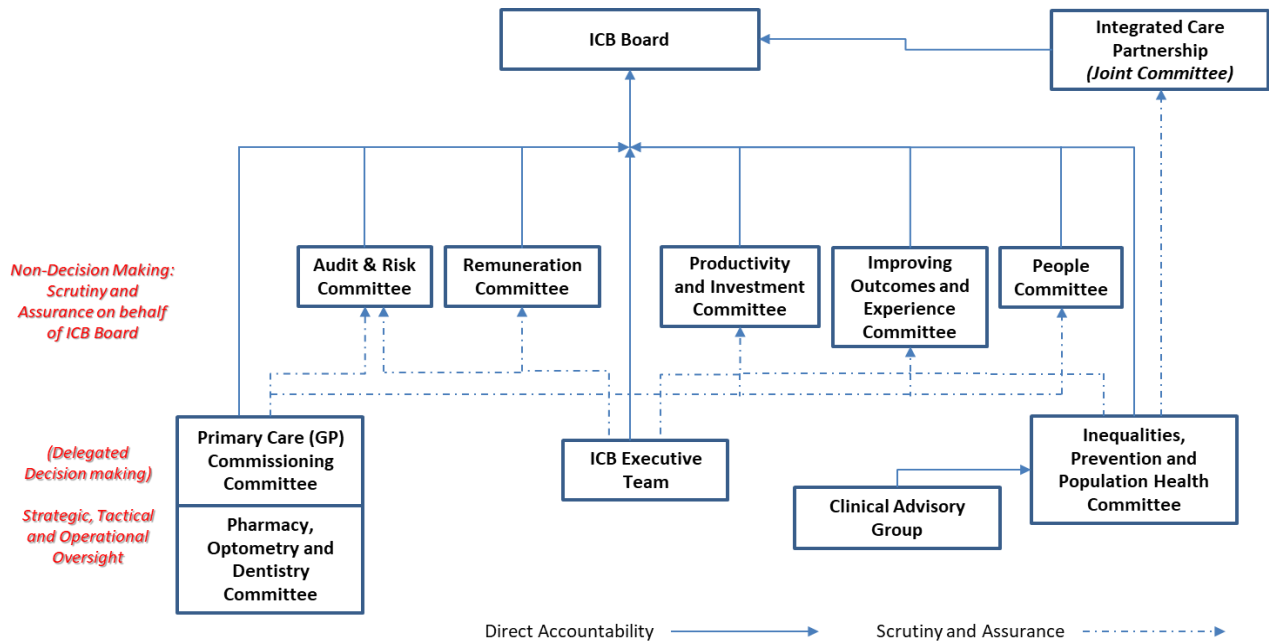 ICB Board
Integrated Care
Partnership
(Joint Committee)
Non-Decision Making:
Scrutiny and
Assurance on behalf
of ICB Board
Audit & Risk
Committee
Remuneration
Committee
Productivity
and Investment
Committee
Improving
Outcomes and
Experience
Committee
People
Committee
(Delegated
Decision making)
Strategic, Tactical
and Operational
Oversight
Primary Care (GP)
Commissioning
Committee
Pharmacy,
Optometry and
Dentistry
Committee
ICB Executive
Team
Clinical Advisory
Group
Inequalities,
Prevention and
Population Health
Committee
Direct Accountability
Scrutiny and Assurance